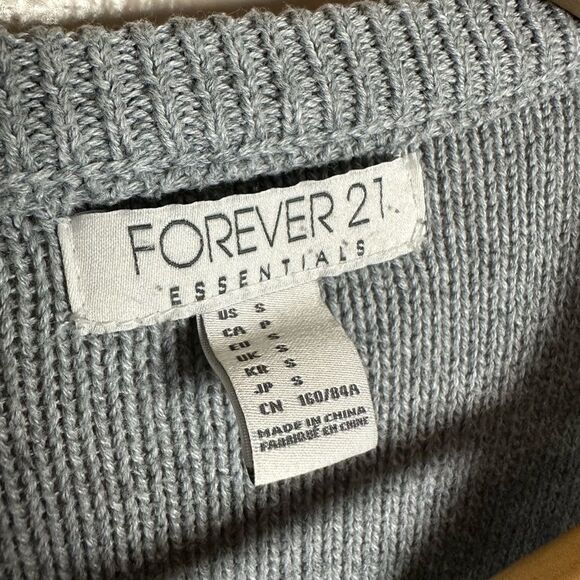 FOREVER 21
ESSENTIALS
US S
CA P
EU S
UK S
KR S
JP S
CN 160/84A
MADE IN CHINA
FABRIQUÉ EN CHINE